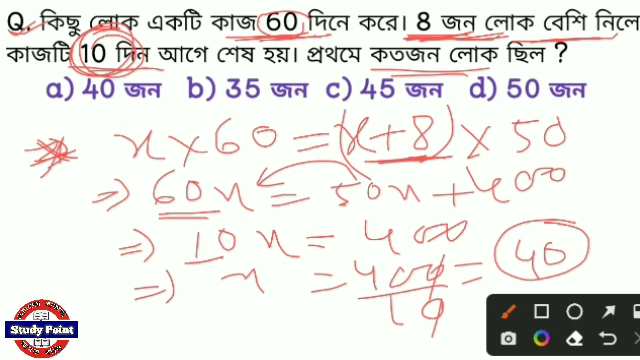 Q. কিছু লোক একটি কাজ 60 দিনে করে। 8 জন লোক বেশি নিলে
কাজটি 10 দিন আগে শেষ হয়। প্রথমে কতজন লোক ছিল ?
a) 40 জন b) 35 জন c) 45 জন d) 50 জন
x × 60 = (x + 8) × 50
⇒ 60x = 50x + 400
⇒ 10x = 400
⇒ x = 400/10 = 40
Study Point